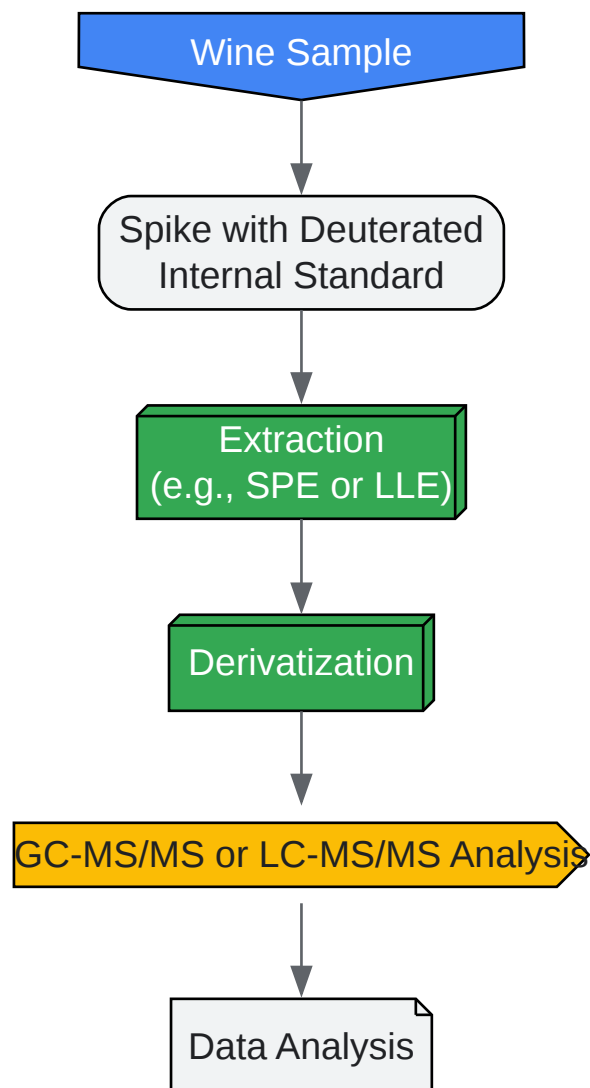 Wine Sample
Spike with Deuterated
Internal Standard
Extraction
(e.g., SPE or LLE)
Derivatization
GC-MS/MS or LC-MS/MS Analysis
Data Analysis